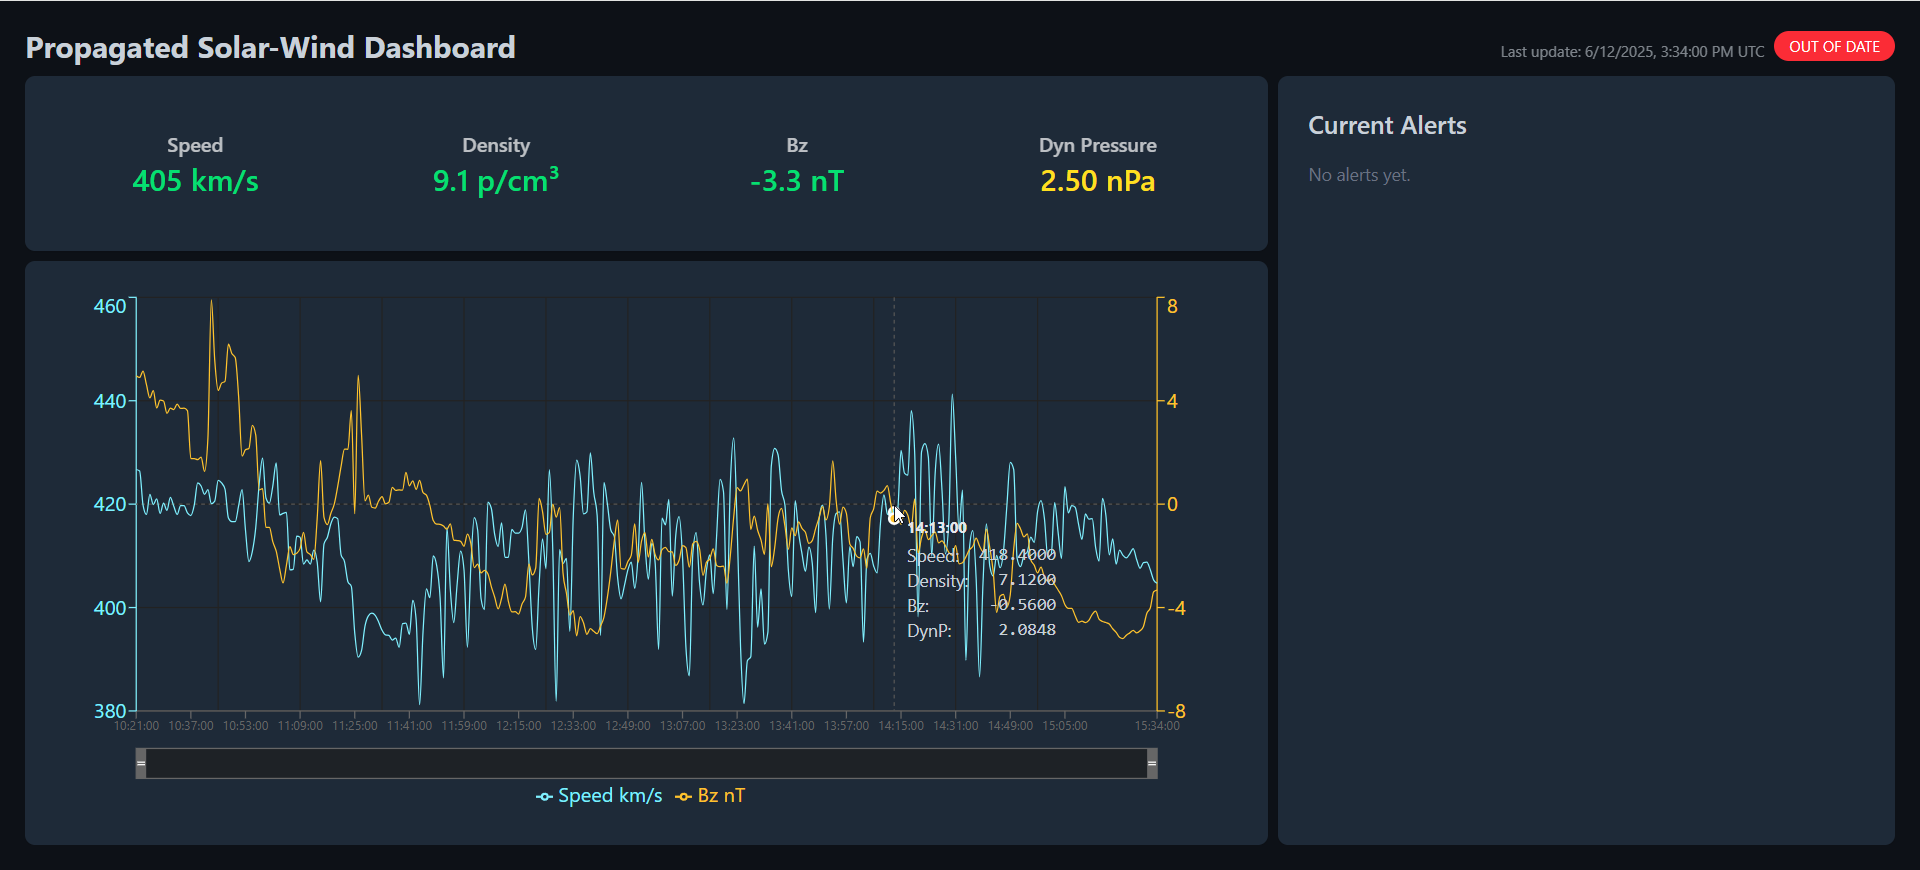 Propagated Solar-Wind Dashboard
Last update: 6/12/2025, 3:34:00 PM UTC OUT OF DATE
Speed
405 km/s
Density
9.1 p/cm³
Bz
-3.3 nT
Dyn Pressure
2.50 nPa
Current Alerts
No alerts yet.
460
440
420
400
380
8
4
0
-4
-8
14:13:00
Speed: 418.4000
Density: 7.1200
Bz: -0.5600
DynP: 2.0848
10:21:00 10:37:00 10:53:00 11:09:00 11:25:00 11:41:00 11:59:00 12:15:00 12:33:00 12:49:00 13:07:00 13:23:00 13:41:00 13:57:00 14:15:00 14:31:00 14:49:00 15:05:00 15:34:00
Speed km/s Bz nT